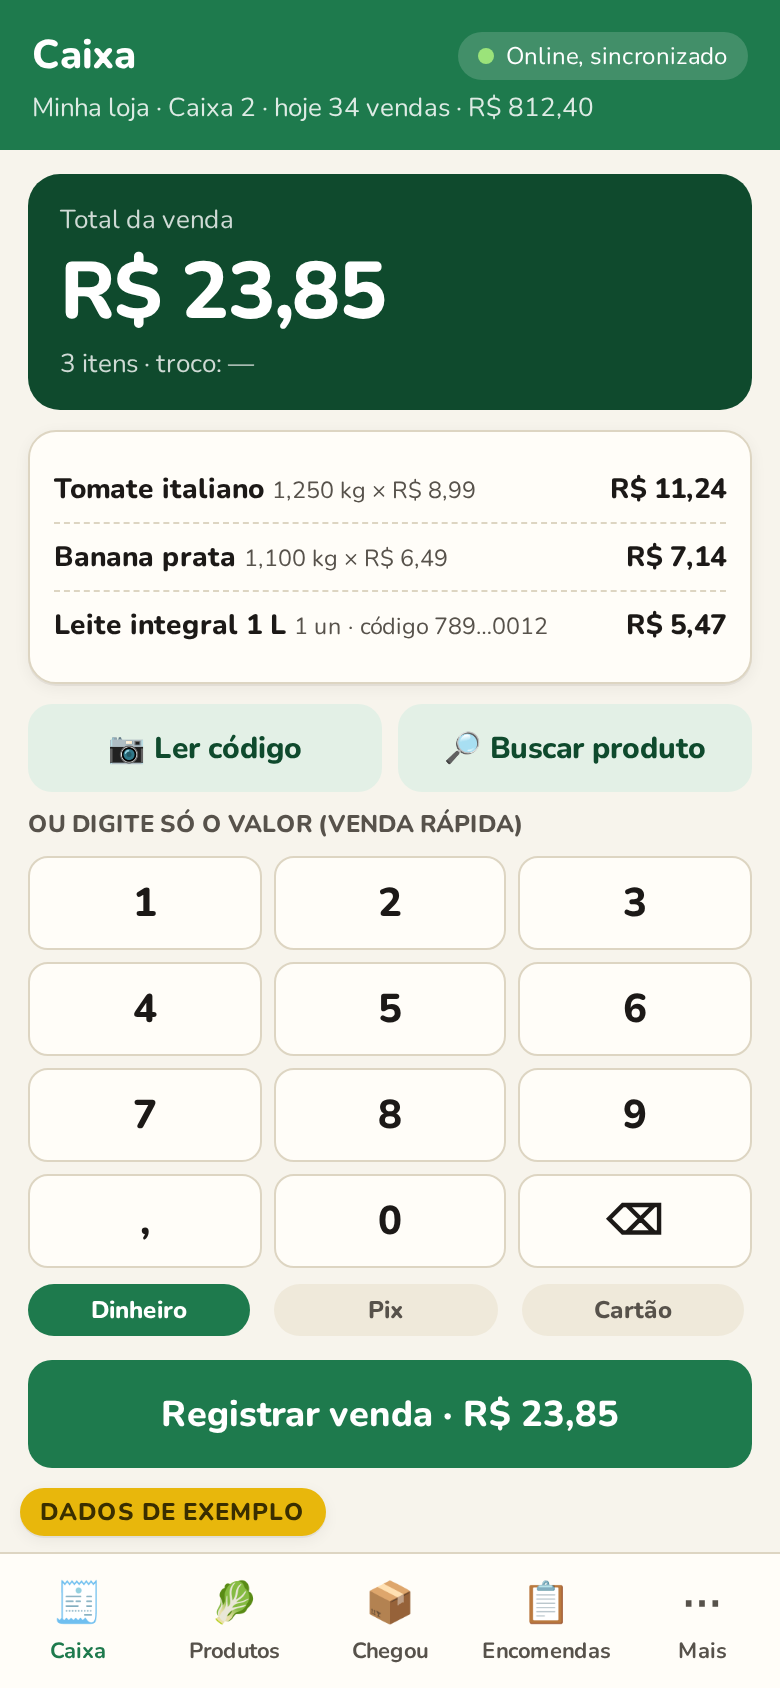 Caixa
Online, sincronizado
Minha loja · Caixa 2 · hoje 34 vendas · R$ 812,40
Total da venda
R$ 23,85
3 itens · troco: —
Tomate italiano 1,250 kg × R$ 8,99 R$ 11,24
Banana prata 1,100 kg × R$ 6,49 R$ 7,14
Leite integral 1 L 1 un · código 789…0012 R$ 5,47
Ler código
Buscar produto
OU DIGITE SÓ O VALOR (VENDA RÁPIDA)
1 2 3
4 5 6
7 8 9
, 0 ⌫
Dinheiro Pix Cartão
Registrar venda · R$ 23,85
DADOS DE EXEMPLO
Caixa Produtos Chegou Encomendas Mais